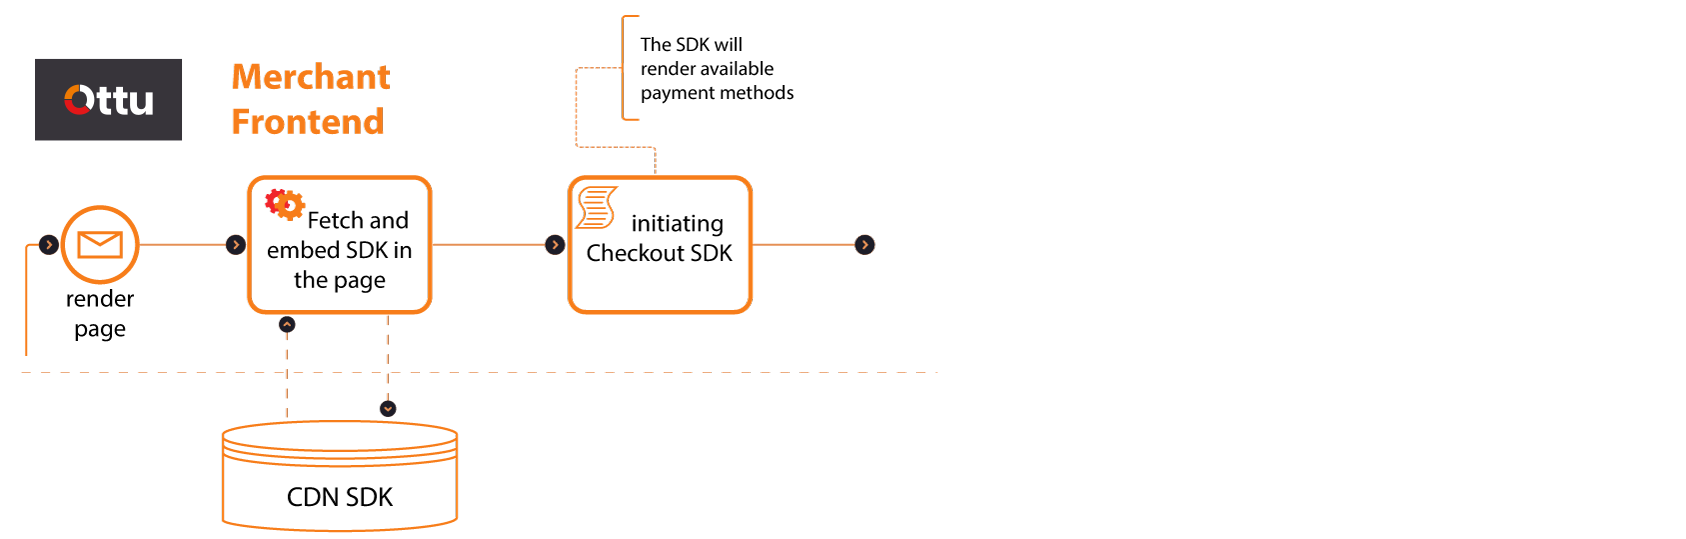 The SDK will
render available
payment methods
ottu
Merchant
Frontend
render
page
Fetch and
embed SDK in
the page
initiating
Checkout SDK
CDN SDK